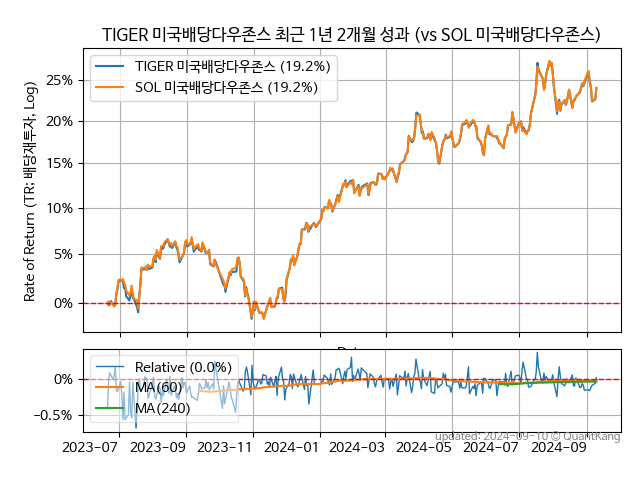 TIGER 미국배당다우존스 최근 1년 2개월 성과 (vs SOL 미국배당다우존스)
TIGER 미국배당다우존스 (19.2%)
SOL 미국배당다우존스 (19.2%)
Rate of Return (TR: 배당재투자, Log)
25%
20%
15%
10%
5%
0%
Relative (0.0%)
MA(60)
MA(240)
0%
−0.5%
2023-07 2023-09 2023-11 2024-01 2024-03 2024-05 2024-07 2024-09
updated: 2024-09-10 © QuantKang